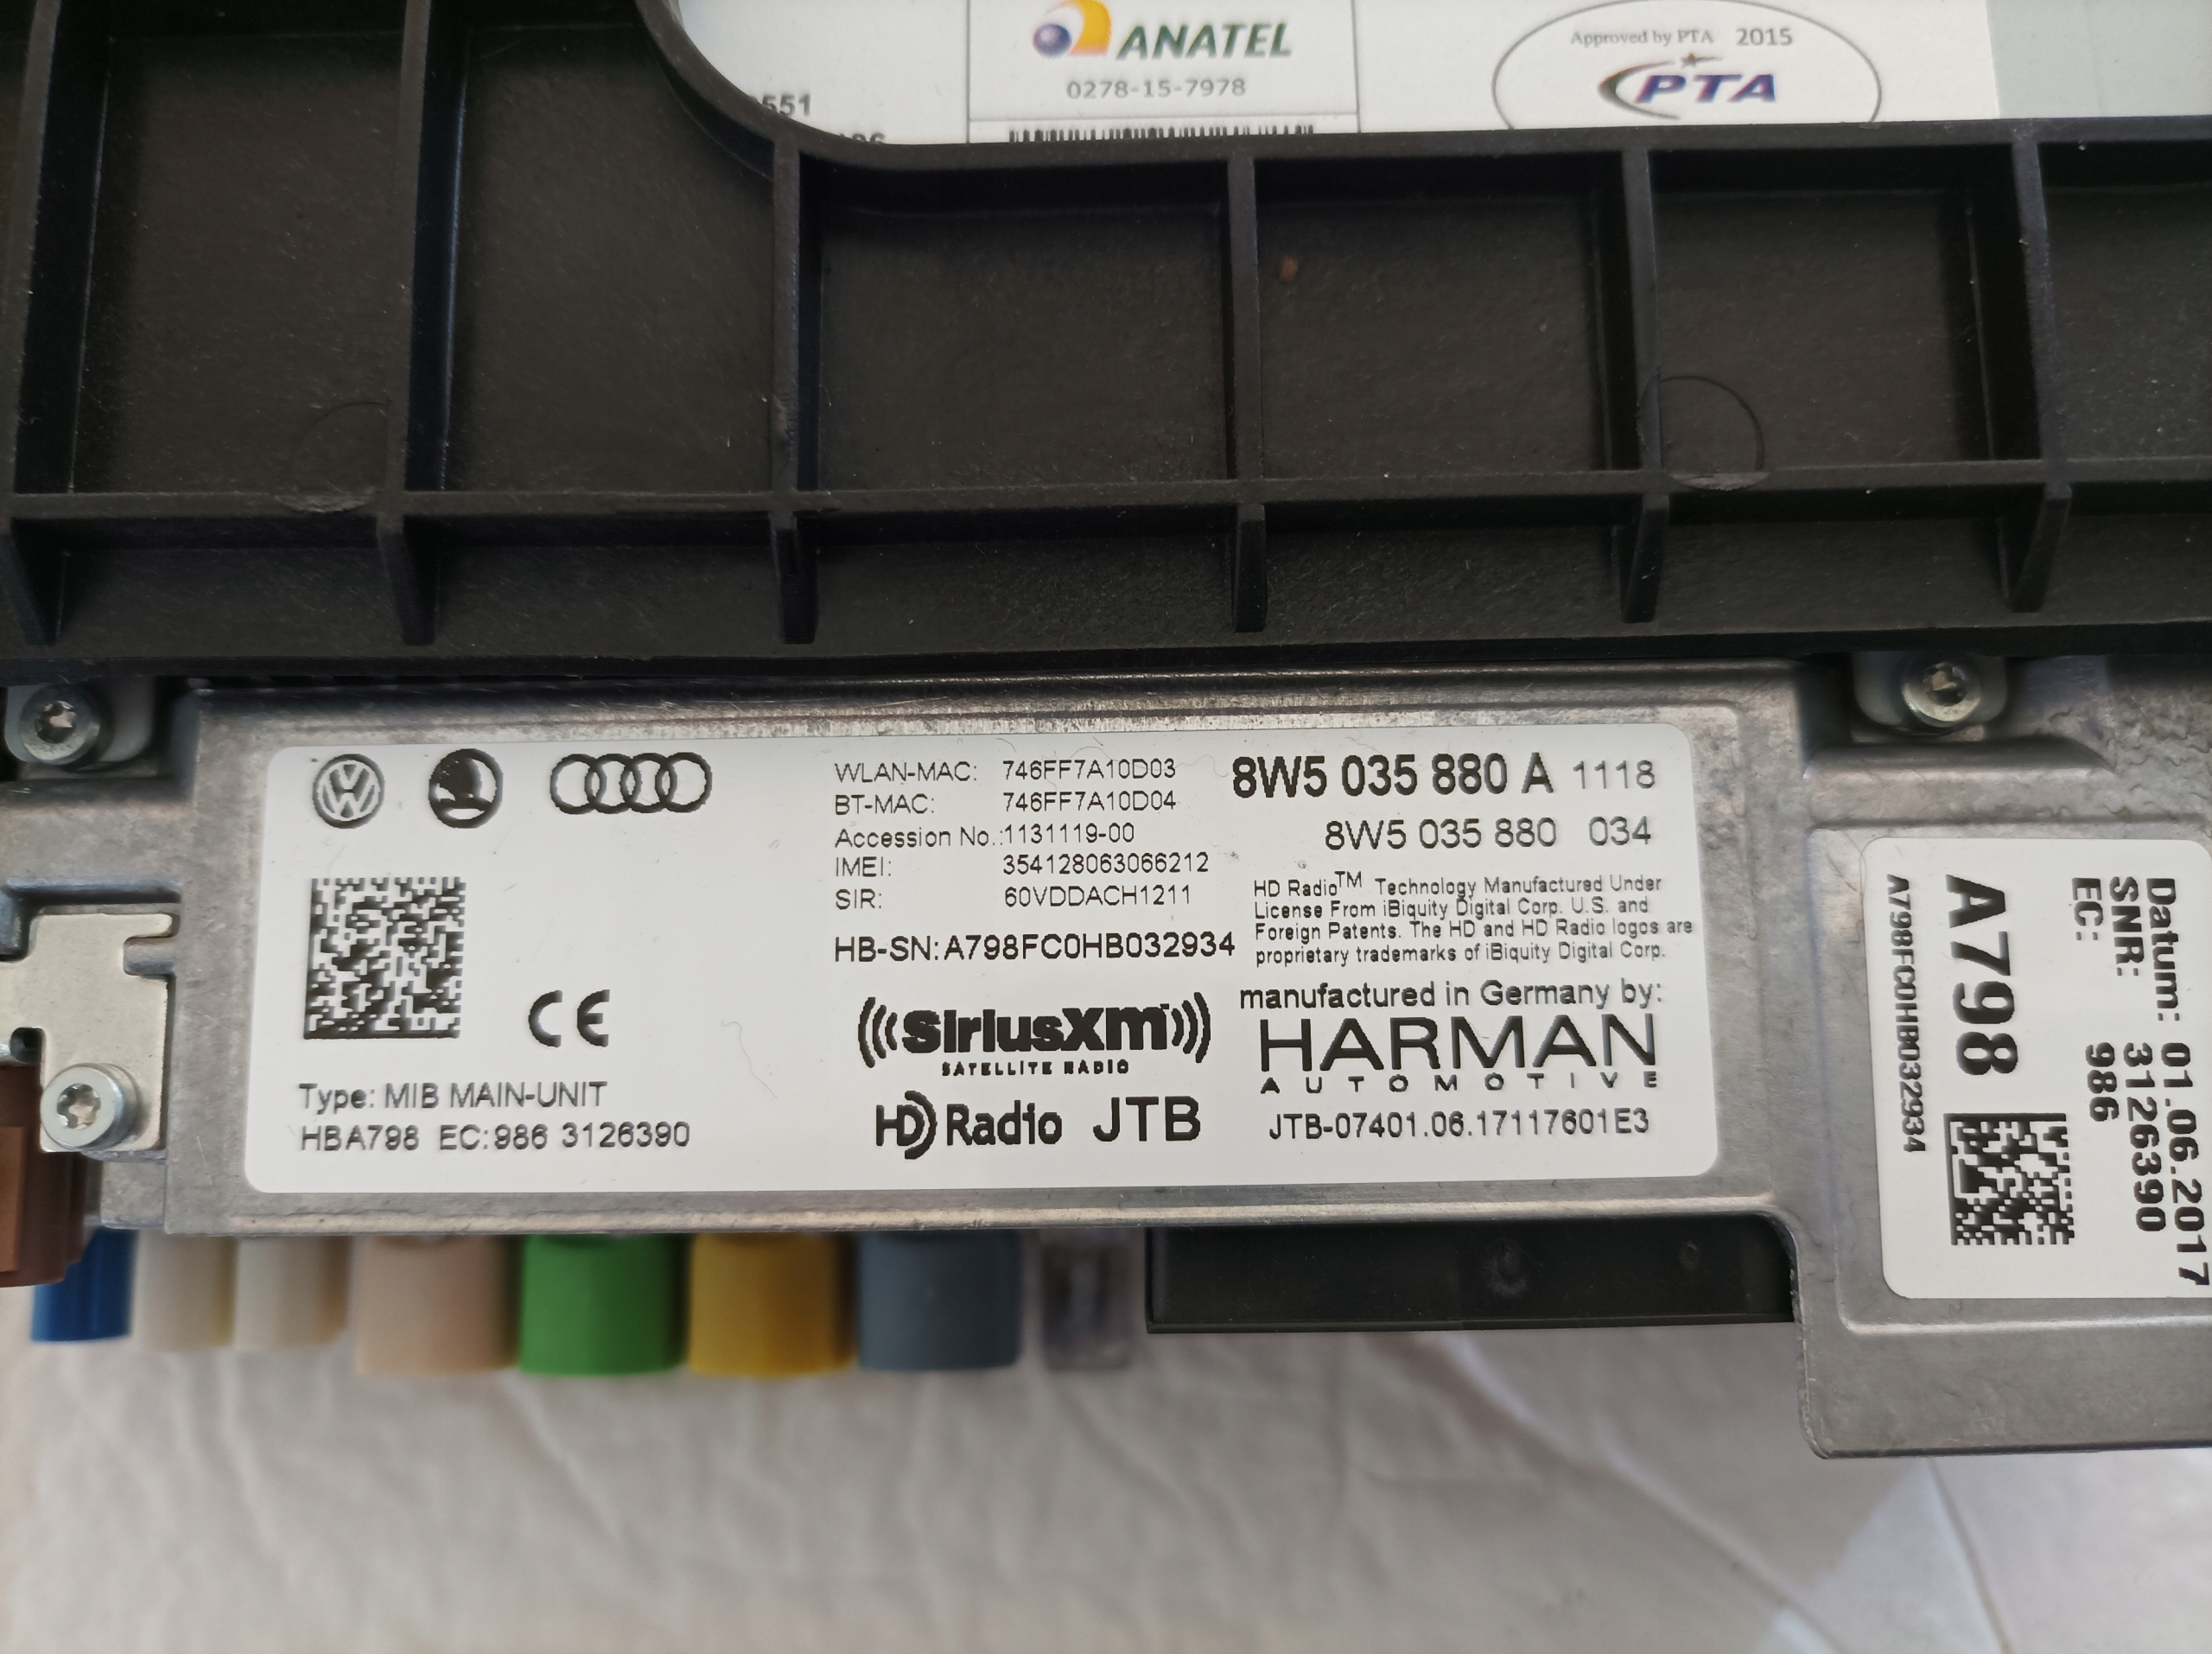 ANATEL
0278-15-7978
Approved by PTA 2015
PTA
551
WLAN-MAC: 746FF7A10D03
BT-MAC: 746FF7A10D04
Accession No.:1131119-00
IMEI: 354128063066212
SIR: 60VDDACH1211
HB-SN: A798FC0HB032934
8W5 035 880 A 1118
8W5 035 880 034
HD Radio™ Technology Manufactured Under
License From iBiquity Digital Corp. U.S. and
Foreign Patents. The HD and HD Radio logos are
proprietary trademarks of iBiquity Digital Corp.
CE
Type: MIB MAIN-UNIT
HBA798 EC:986 3126390
(((SiriusXM)))
SATELLITE RADIO
HD Radio JTB
manufactured in Germany by:
HARMAN
AUTOMOTIVE
JTB-07401.06.17117601E3
Datum: 01.06.2017
SNR: 3126390
EC: 986
A798
A798FC0HB032934